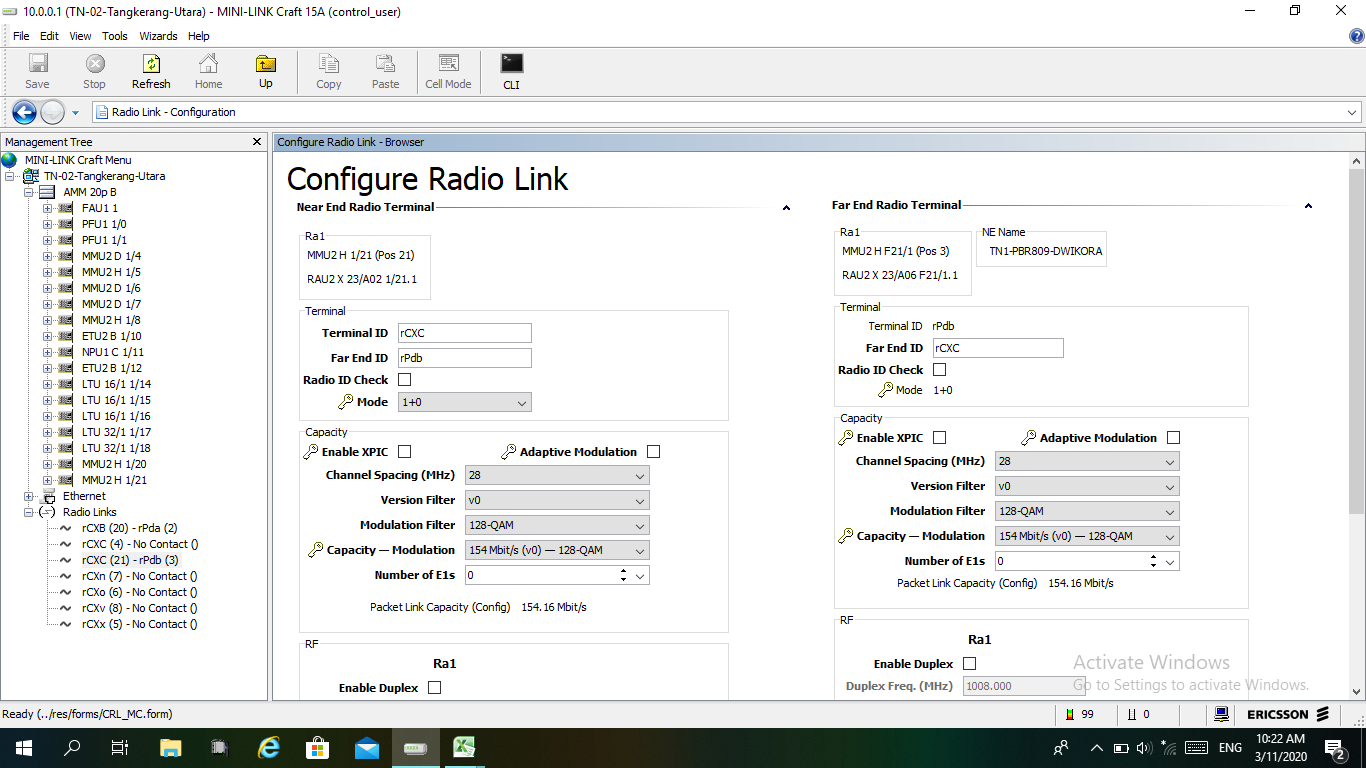 10.0.0.1 (TN-02-Tangkerang-Utara) - MINI-LINK Craft 15A (control_user)
File Edit View Tools Wizards Help
Save Stop Refresh Home Up Copy Paste Cell Mode CLI
Radio Link - Configuration
Management Tree
MINI-LINK Craft Menu
TN-02-Tangkerang-Utara
AMM 20p B
FAU1 1
PFU1 1/0
PFU1 1/1
MMU2 D 1/4
MMU2 H 1/5
MMU2 D 1/6
MMU2 D 1/7
MMU2 H 1/8
ETU2 B 1/10
NPU1 C 1/11
ETU2 B 1/12
LTU 16/1 1/14
LTU 16/1 1/15
LTU 16/1 1/16
LTU 32/1 1/17
LTU 32/1 1/18
MMU2 H 1/20
MMU2 H 1/21
Ethernet
Radio Links
rCXB (20) - rPda (2)
rCXC (4) - No Contact ()
rCXC (21) - rPdb (3)
rCXn (7) - No Contact ()
rCXo (6) - No Contact ()
rCXv (8) - No Contact ()
rCXx (5) - No Contact ()
Configure Radio Link - Browser
Configure Radio Link
Near End Radio Terminal
Ra1
MMU2 H 1/21 (Pos 21)
RAU2 X 23/A02 1/21.1
Terminal
Terminal ID rCXC
Far End ID rPdb
Radio ID Check
Mode 1+0
Capacity
Enable XPIC Adaptive Modulation
Channel Spacing (MHz) 28
Version Filter v0
Modulation Filter 128-QAM
Capacity — Modulation 154 Mbit/s (v0) — 128-QAM
Number of E1s 0
Packet Link Capacity (Config) 154.16 Mbit/s
RF
Ra1
Enable Duplex
Far End Radio Terminal
Ra1
MMU2 H F21/1 (Pos 3)
RAU2 X 23/A06 F21/1.1
NE Name
TN1-PBR809-DWIKORA
Terminal
Terminal ID rPdb
Far End ID rCXC
Radio ID Check
Mode 1+0
Capacity
Enable XPIC Adaptive Modulation
Channel Spacing (MHz) 28
Version Filter v0
Modulation Filter 128-QAM
Capacity — Modulation 154 Mbit/s (v0) — 128-QAM
Number of E1s 0
Packet Link Capacity (Config) 154.16 Mbit/s
RF
Ra1
Enable Duplex
Duplex Freq. (MHz) 1008.000
Activate Windows
Go to Settings to activate Windows.
Ready (../res/forms/CRL_MC.form)
99 0 ERICSSON
ENG
10:22 AM
3/11/2020
2